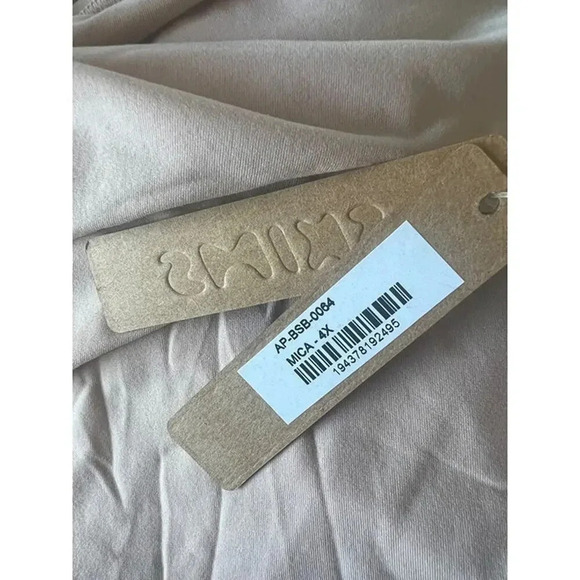 SKIMS
AP-BSB-0064
MICA - 4X
194378192495